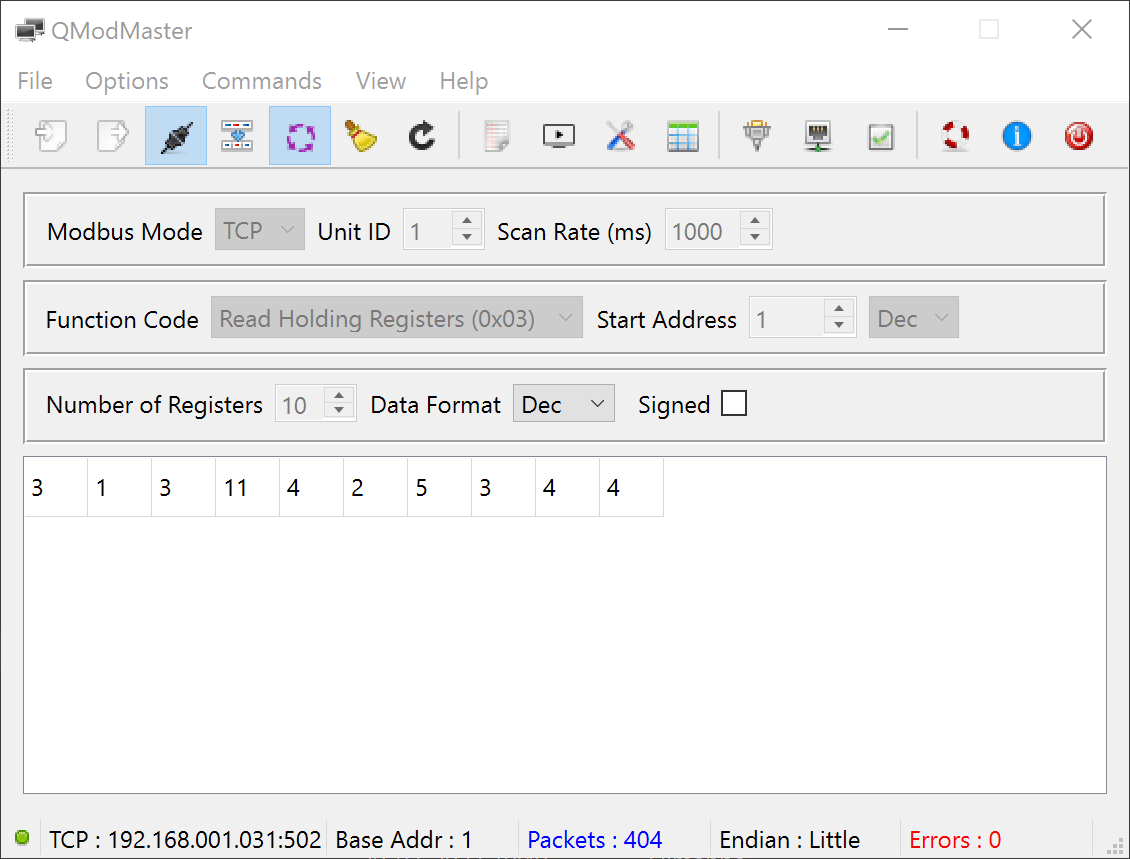 QModMaster
File Options Commands View Help
Modbus Mode TCP Unit ID 1 Scan Rate (ms) 1000
Function Code Read Holding Registers (0x03) Start Address 1 Dec
Number of Registers 10 Data Format Dec Signed
3 1 3 11 4 2 5 3 4 4
TCP : 192.168.001.031:502 Base Addr : 1 Packets : 404 Endian : Little Errors : 0